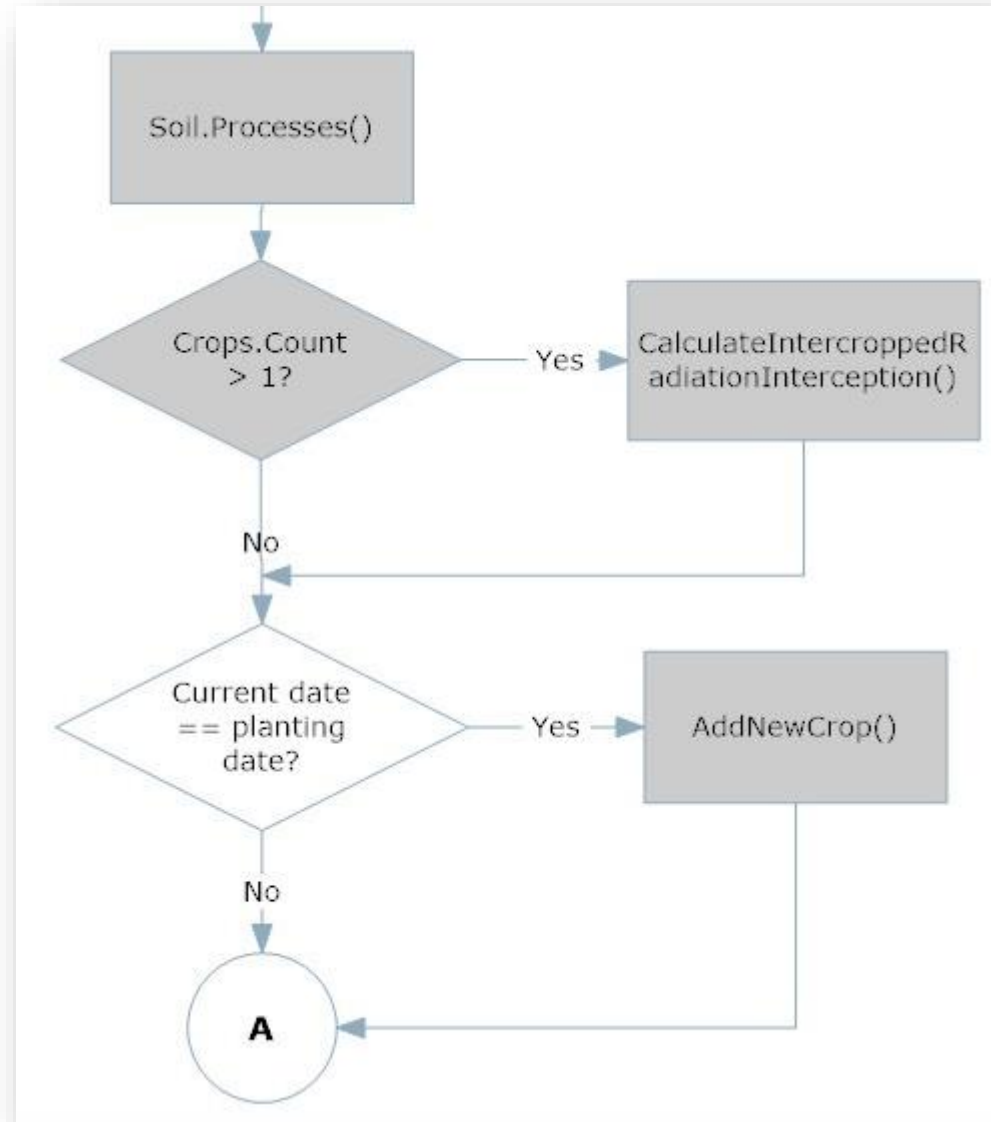 Soil.Processes()
Crops.Count
> 1?
Yes
CalculateIntercroppedR
adiationInterception()
No
Current date
== planting
date?
Yes
AddNewCrop()
No
A